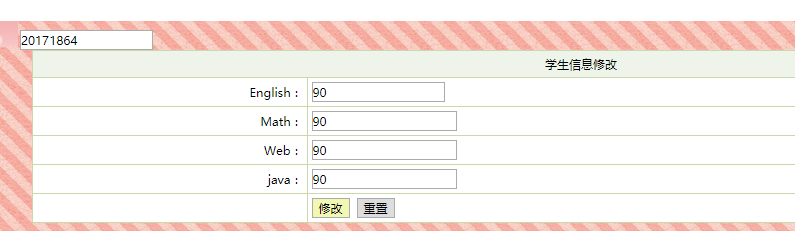 20171864
学生信息修改
English： 90
Math： 90
Web： 90
java： 90
修改 重置